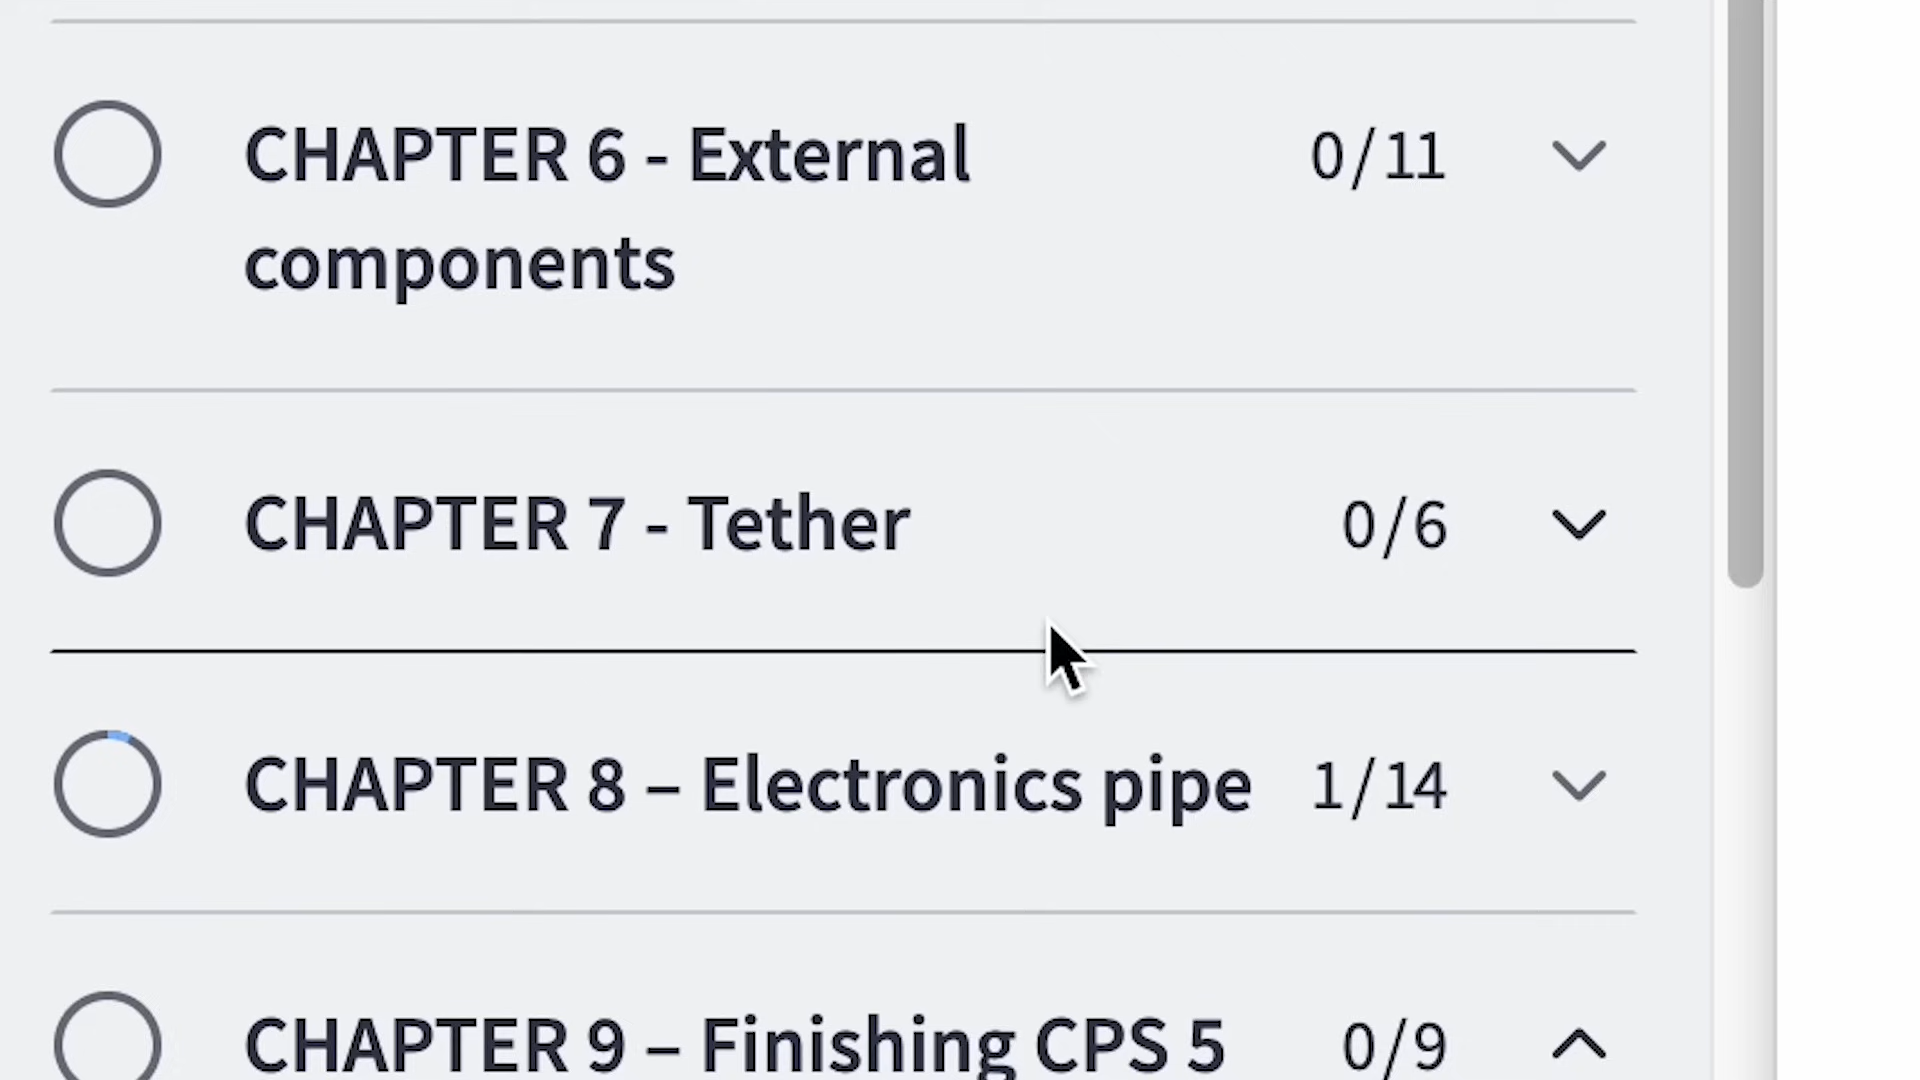 CHAPTER 6 - External 0/11
components
CHAPTER 7 - Tether 0/6
CHAPTER 8 – Electronics pipe 1/14
CHAPTER 9 – Finishing CPS 5 0/9